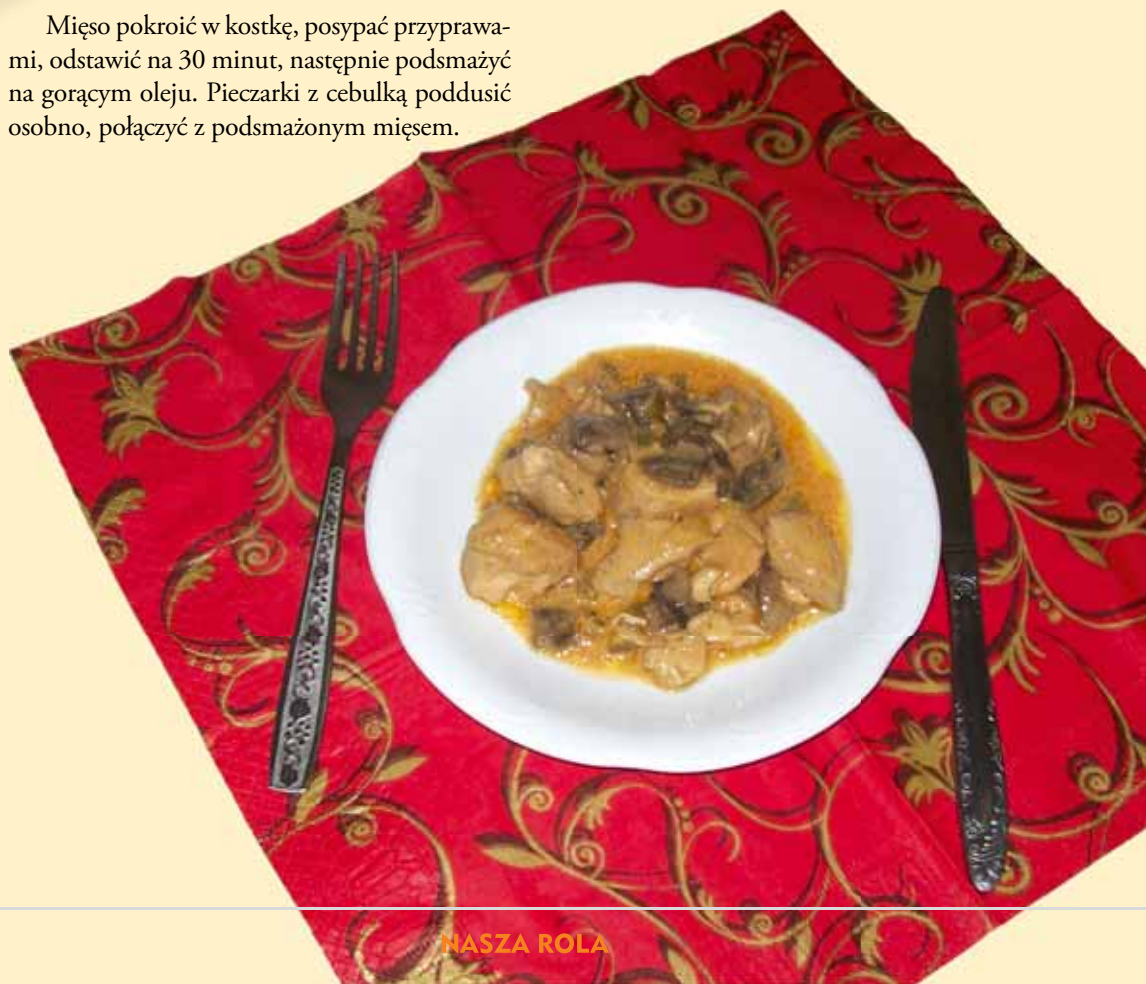 Mięso pokroić w kostkę, posypać przyprawa-
mi, odstawić na 30 minut, następnie podsmażyć
na gorącym oleju. Pieczarki z cebulką poddusić
osobno, połączyć z podsmażonym mięsem.
NASZA ROLA